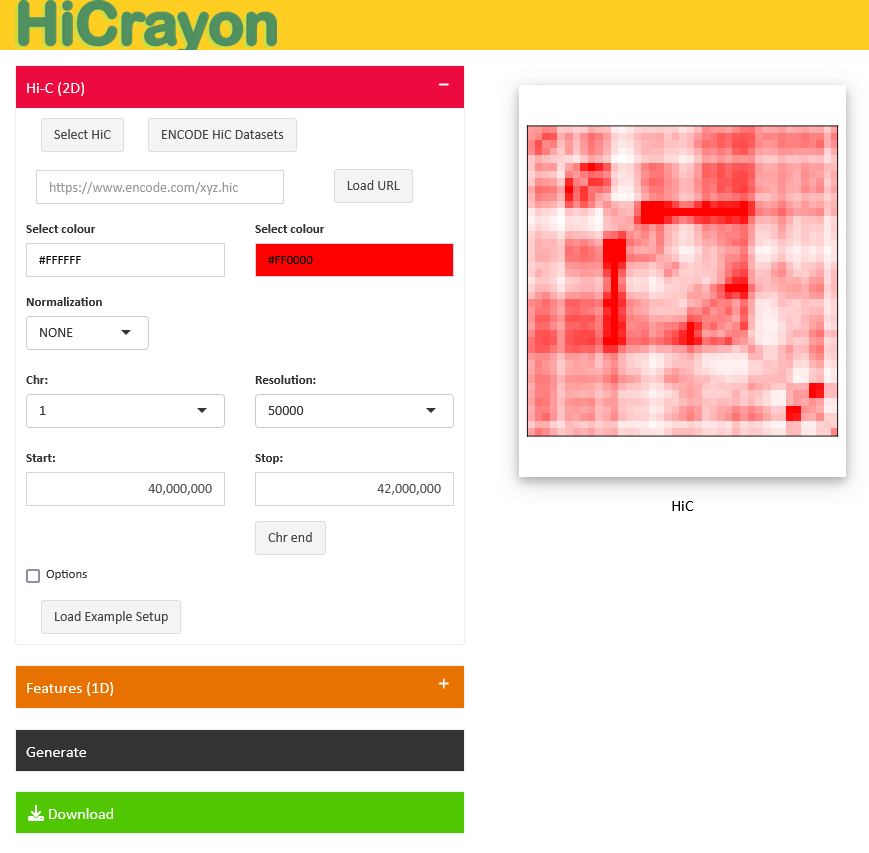 HiCrayon
Hi-C (2D)
Select HiC
ENCODE HiC Datasets
https://www.encode.com/xyz.hic
Load URL
Select colour
Select colour
#FFFFFF
#FF0000
Normalization
NONE
Chr:
Resolution:
1
50000
Start:
Stop:
40,000,000
42,000,000
Chr end
Options
Load Example Setup
Features (1D)
Generate
Download
HiC